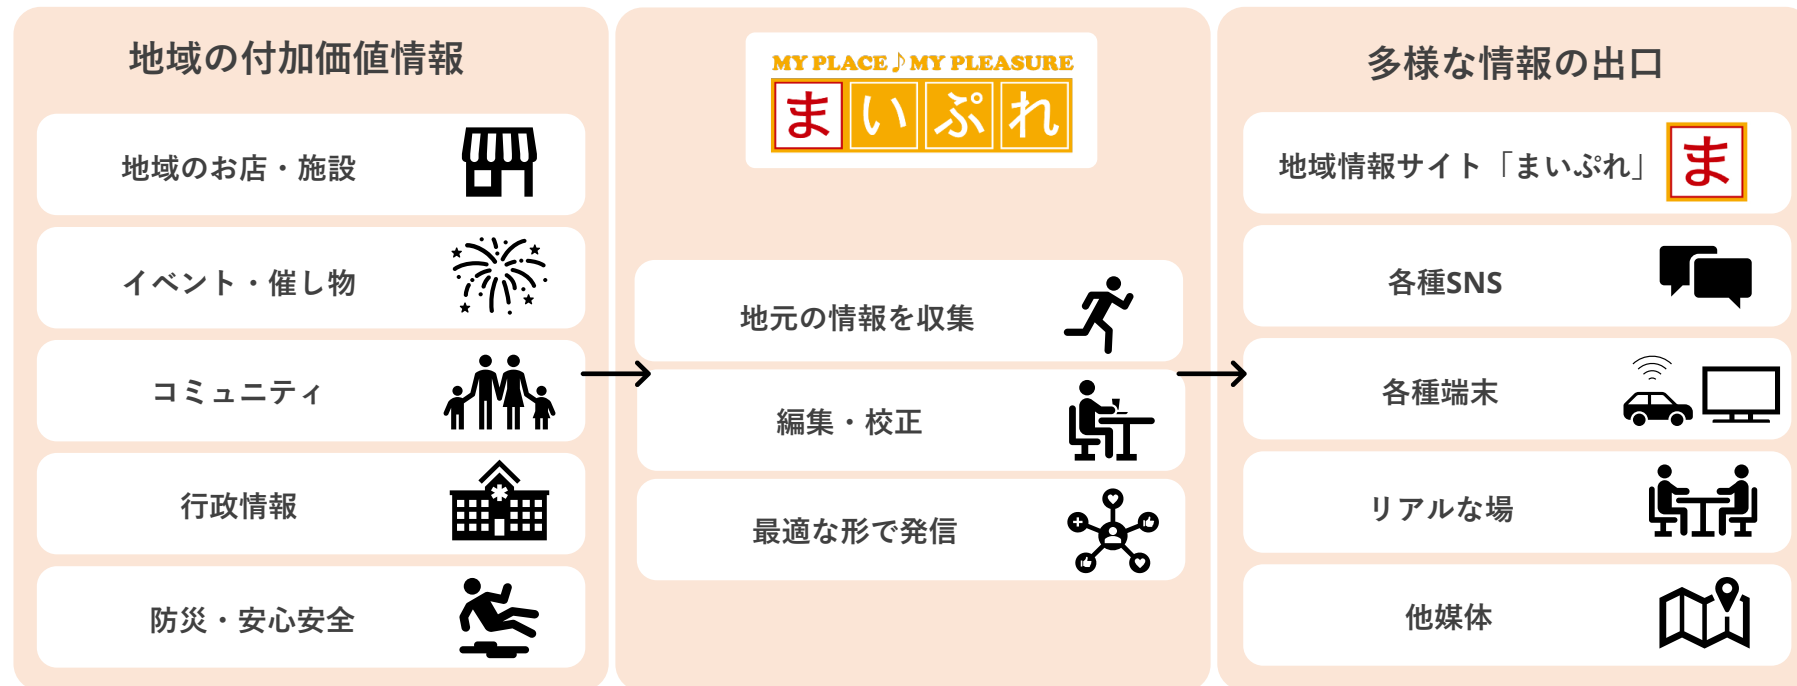 地域の付加価値情報
地域のお店・施設
イベント・催し物
コミュニティ
行政情報
防災・安心安全
MY PLACE♪MY PLEASURE
まいぷれ
地元の情報を収集
編集・校正
最適な形で発信
多様な情報の出口
地域情報サイト「まいぷれ」
ま
各種SNS
各種端末
リアルな場
他媒体